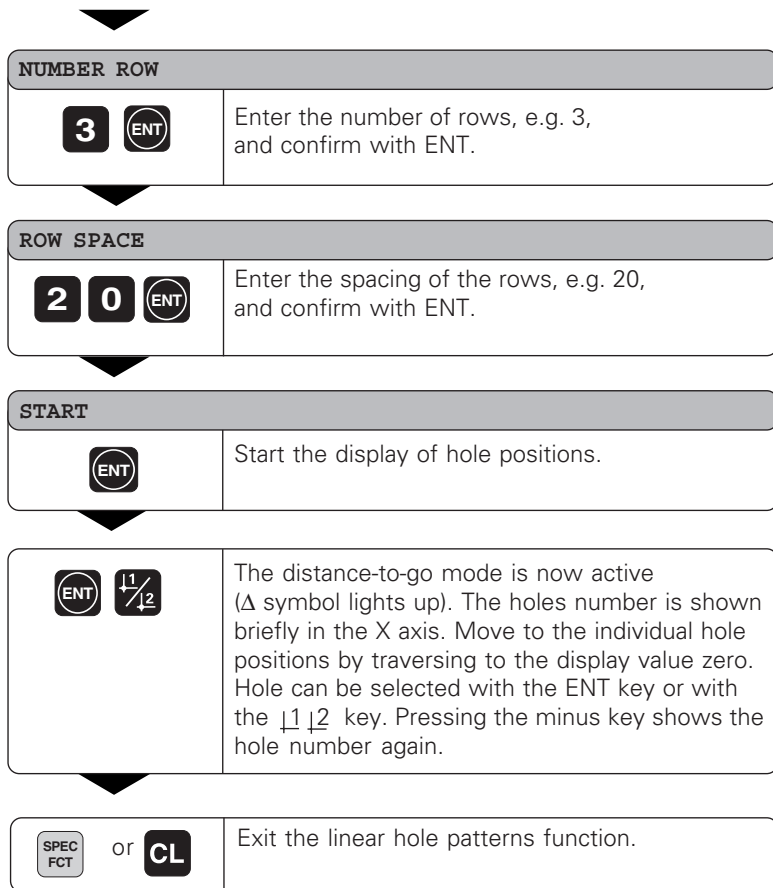 NUMBER ROW
3 ENT
Enter the number of rows, e.g. 3,
and confirm with ENT.
ROW SPACE
2 0 ENT
Enter the spacing of the rows, e.g. 20,
and confirm with ENT.
START
ENT
Start the display of hole positions.
ENT 1 2
The distance-to-go mode is now active
(Δ symbol lights up). The holes number is shown
briefly in the X axis. Move to the individual hole
positions by traversing to the display value zero.
Hole can be selected with the ENT key or with
the 1 2 key. Pressing the minus key shows the
hole number again.
SPEC
FCT
or CL
Exit the linear hole patterns function.